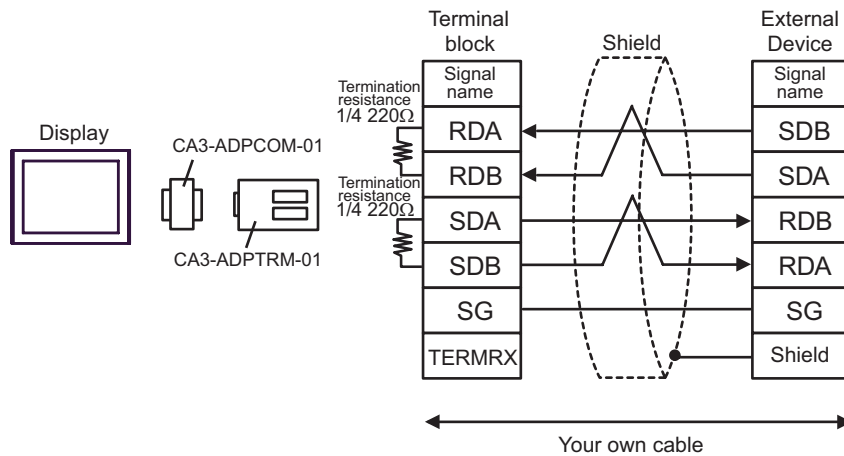 Display
CA3-ADPCOM-01
CA3-ADPTRM-01
Termination
resistance
1/4 220Ω
Termination
resistance
1/4 220Ω
Terminal
block
Signal
name
RDA
RDB
SDA
SDB
SG
TERMRX
Shield
External
Device
Signal
name
SDB
SDA
RDB
RDA
SG
Shield
Your own cable